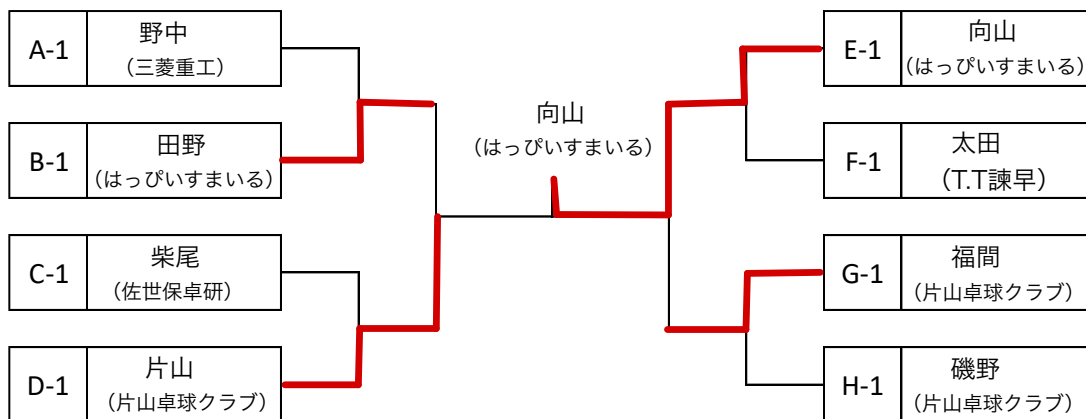 A-1
野中
（三菱重工）
B-1
田野
（はっぴいすまいる）
C-1
柴尾
（佐世保卓研）
D-1
片山
（片山卓球クラブ）
向山
（はっぴいすまいる）
E-1
向山
（はっぴいすまいる）
F-1
太田
（T.T諫早）
G-1
福間
（片山卓球クラブ）
H-1
磯野
（片山卓球クラブ）